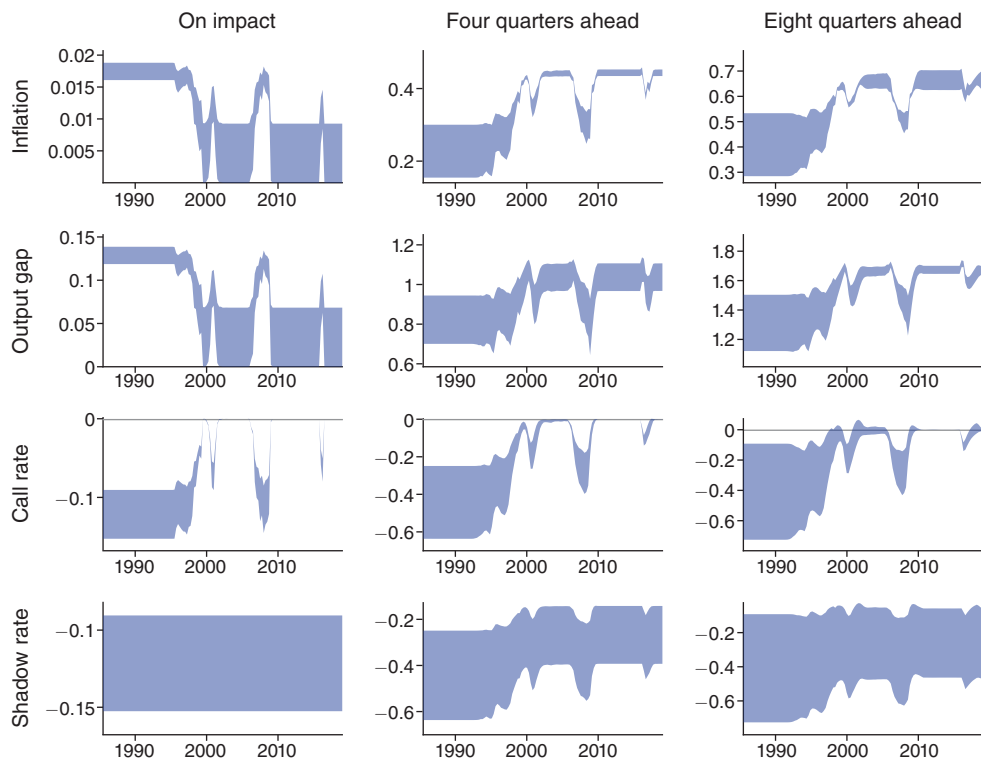 On impact Four quarters ahead Eight quarters ahead
Inflation
0.02
0.015
0.01
0.005
1990 2000 2010
0.4
0.2
1990 2000 2010
0.7
0.6
0.5
0.4
0.3
1990 2000 2010
Output gap
0.15
0.1
0.05
0
1990 2000 2010
1.2
1
0.8
0.6
1990 2000 2010
1.8
1.6
1.4
1.2
1990 2000 2010
Call rate
0
−0.1
1990 2000 2010
0
−0.2
−0.4
−0.6
1990 2000 2010
0
−0.2
−0.4
−0.6
1990 2000 2010
Shadow rate
−0.1
−0.15
1990 2000 2010
−0.2
−0.4
−0.6
1990 2000 2010
−0.2
−0.4
−0.6
1990 2000 2010